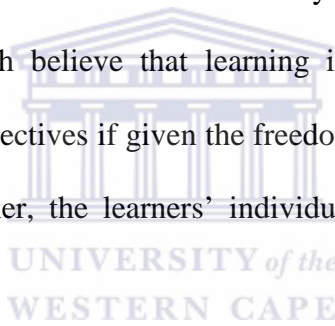 h believe that learning i
ectives if given the freedo
er, the learners' individu
UNIVERSITY of the
WESTERN CAPE